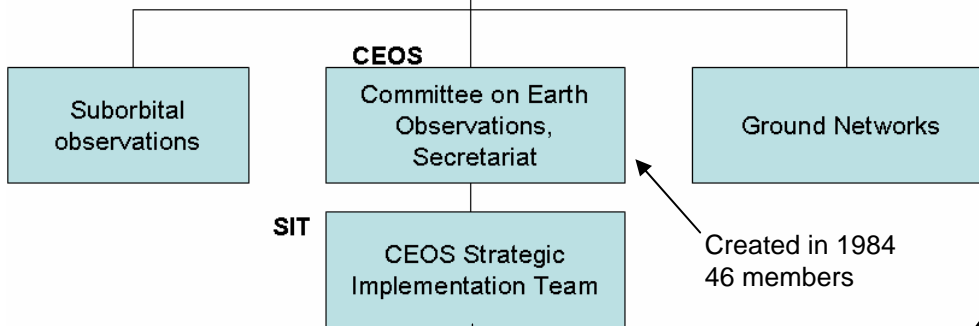 CEOS
Suborbital
observations
Committee on Earth
Observations,
Secretariat
Ground Networks
SIT
CEOS Strategic
Implementation Team
Created in 1984
46 members